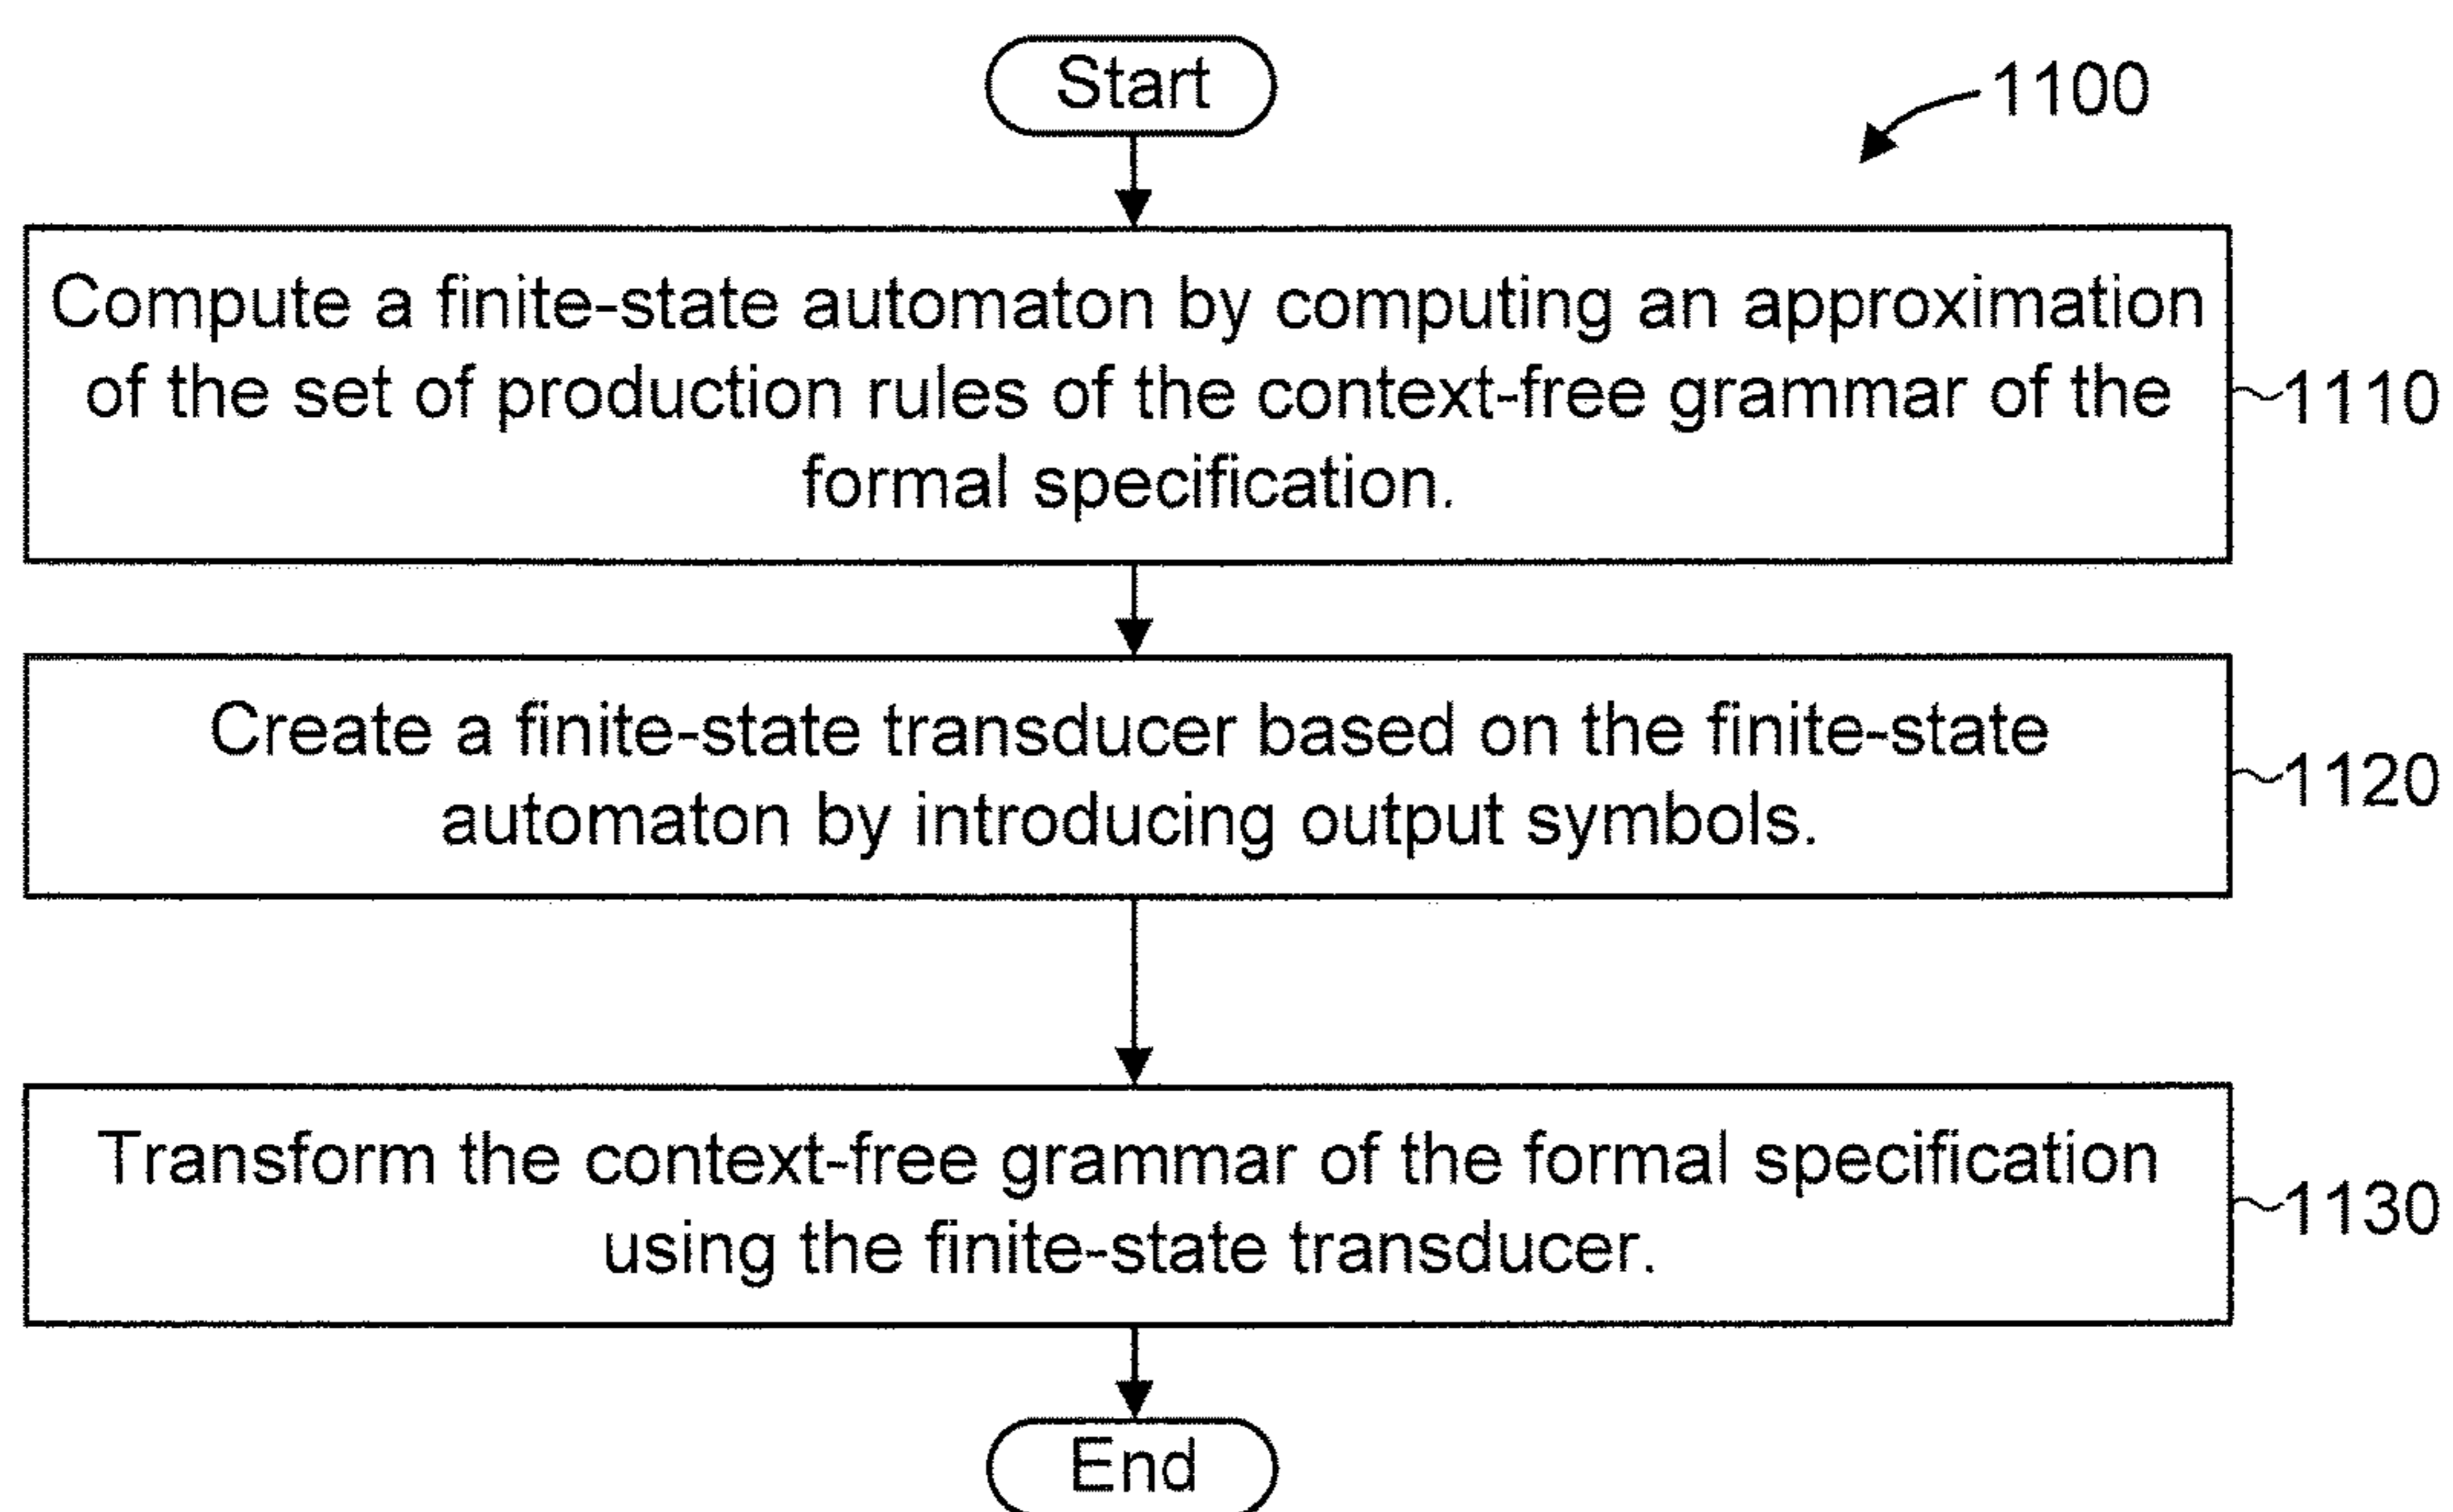 Start
1100
Compute a finite-state automaton by computing an approximation
of the set of production rules of the context-free grammar of the
formal specification.
1110
Create a finite-state transducer based on the finite-state
automaton by introducing output symbols.
1120
Transform the context-free grammar of the formal specification
using the finite-state transducer.
1130
End